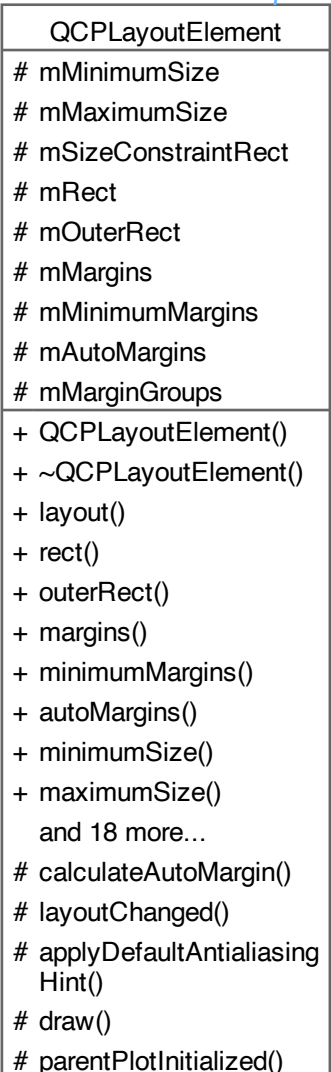 QCPLayoutElement
# mMinimumSize
# mMaximumSize
# mSizeConstraintRect
# mRect
# mOuterRect
# mMargins
# mMinimumMargins
# mAutoMargins
# mMarginGroups
+ QCPLayoutElement()
+ ~QCPLayoutElement()
+ layout()
+ rect()
+ outerRect()
+ margins()
+ minimumMargins()
+ autoMargins()
+ minimumSize()
+ maximumSize()
and 18 more...
# calculateAutoMargin()
# layoutChanged()
# applyDefaultAntialiasing
Hint()
# draw()
# parentPlotInitialized()